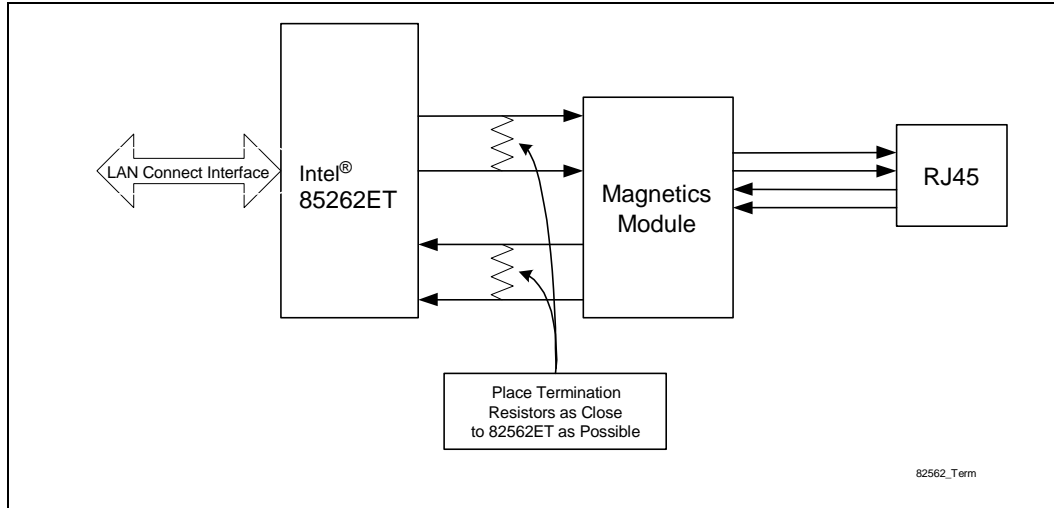 LAN Connect Interface
Intel®
85262ET
Magnetics
Module
RJ45
Place Termination
Resistors as Close
to 82562ET as Possible
82562_Term